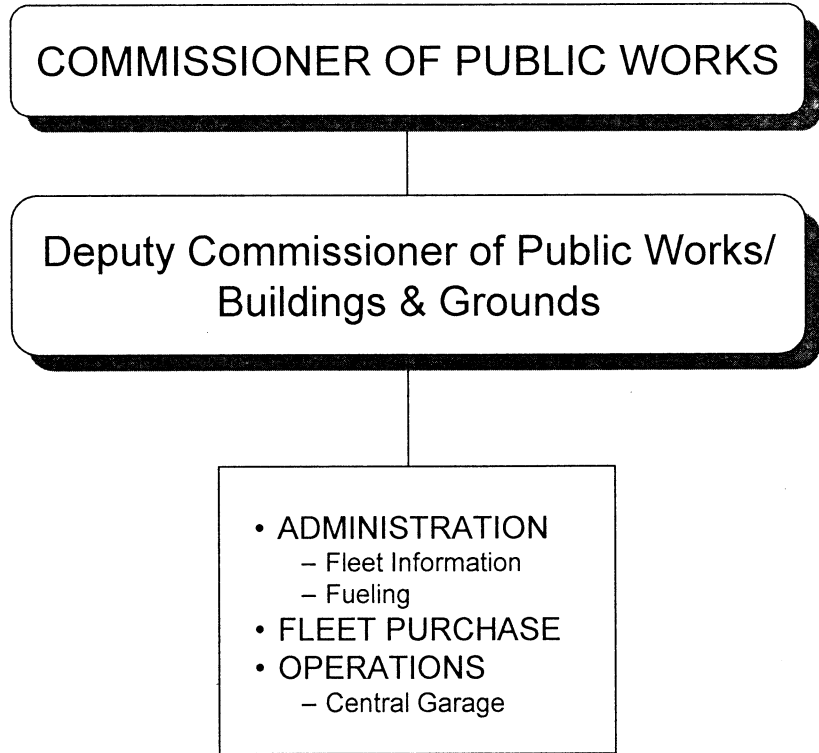 COMMISSIONER OF PUBLIC WORKS
Deputy Commissioner of Public Works/
Buildings & Grounds
• ADMINISTRATION
– Fleet Information
– Fueling
• FLEET PURCHASE
• OPERATIONS
– Central Garage